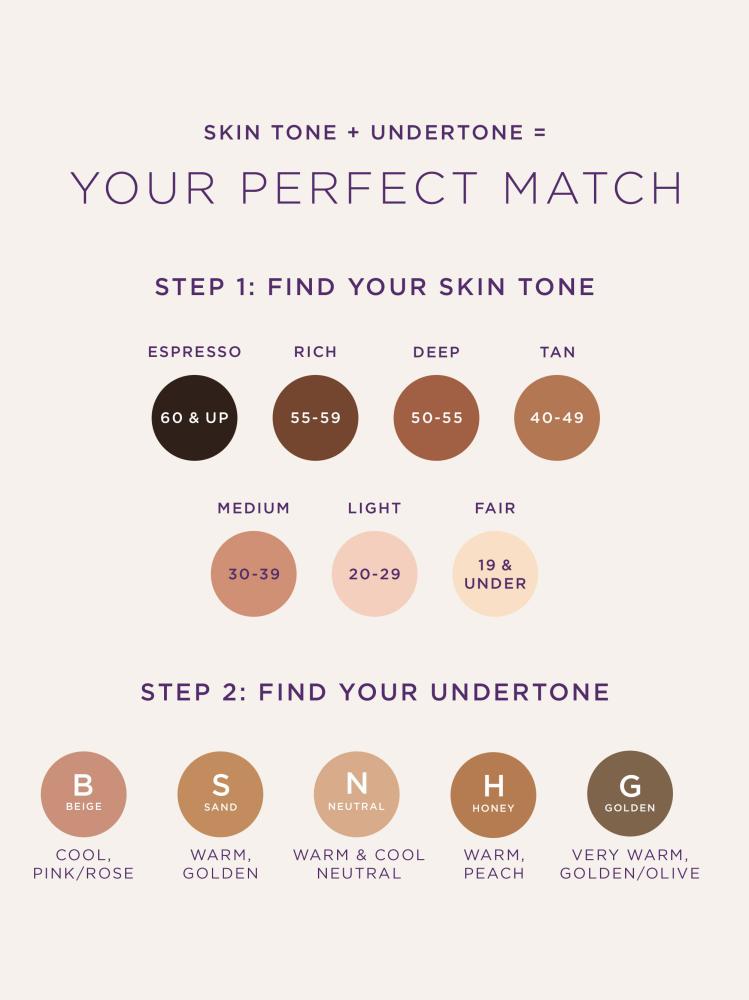 SKIN TONE + UNDERTONE =
YOUR PERFECT MATCH
STEP 1: FIND YOUR SKIN TONE
ESPRESSO RICH DEEP TAN
60 & UP 55-59 50-55 40-49
MEDIUM LIGHT FAIR
30-39 20-29 19 &
UNDER
STEP 2: FIND YOUR UNDERTONE
B S N H G
BEIGE SAND NEUTRAL HONEY GOLDEN
COOL, WARM, WARM & COOL WARM, VERY WARM,
PINK/ROSE GOLDEN NEUTRAL PEACH GOLDEN/OLIVE